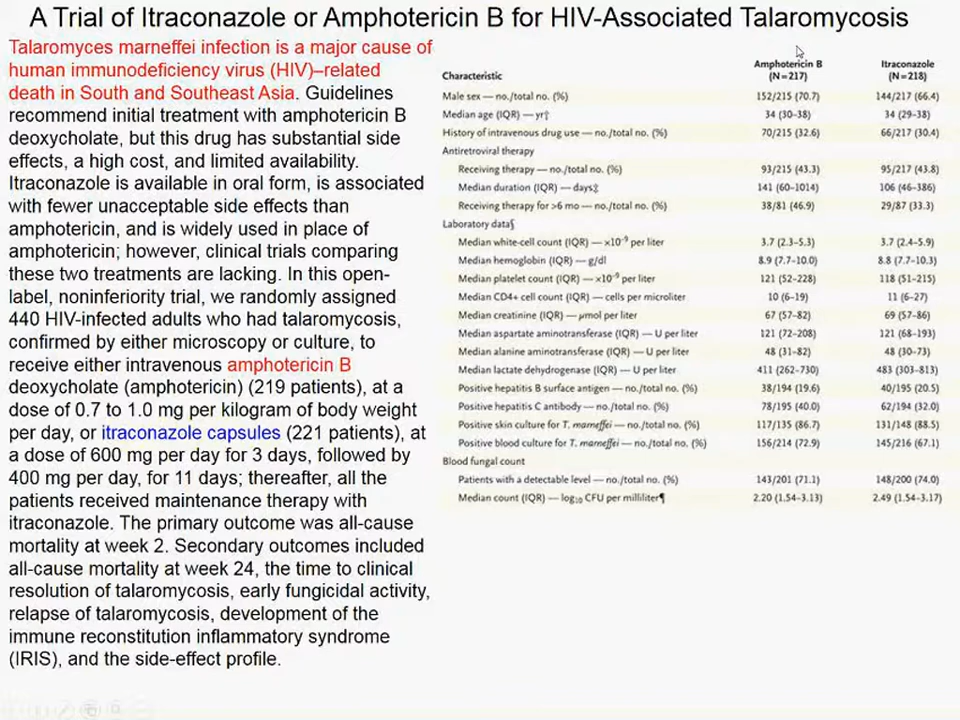 A Trial of Itraconazole or Amphotericin B for HIV-Associated Talaromycosis
Talaromyces marneffei infection is a major cause of
human immunodeficiency virus (HIV)–related
death in South and Southeast Asia. Guidelines
recommend initial treatment with amphotericin B
deoxycholate, but this drug has substantial side
effects, a high cost, and limited availability.
Itraconazole is available in oral form, is associated
with fewer unacceptable side effects than
amphotericin, and is widely used in place of
amphotericin; however, clinical trials comparing
these two treatments are lacking. In this open-
label, noninferiority trial, we randomly assigned
440 HIV-infected adults who had talaromycosis,
confirmed by either microscopy or culture, to
receive either intravenous amphotericin B
deoxycholate (amphotericin) (219 patients), at a
dose of 0.7 to 1.0 mg per kilogram of body weight
per day, or itraconazole capsules (221 patients), at
a dose of 600 mg per day for 3 days, followed by
400 mg per day, for 11 days; thereafter, all the
patients received maintenance therapy with
itraconazole. The primary outcome was all-cause
mortality at week 2. Secondary outcomes included
all-cause mortality at week 24, the time to clinical
resolution of talaromycosis, early fungicidal activity,
relapse of talaromycosis, development of the
immune reconstitution inflammatory syndrome
(IRIS), and the side-effect profile.
Characteristic Amphotericin B (N=217) Itraconazole (N=218)
Male sex — no./total no. (%) 152/215 (70.7) 144/217 (66.4)
Median age (IQR) — yr† 34 (30–38) 34 (29–38)
History of intravenous drug use — no./total no. (%) 70/215 (32.6) 66/217 (30.4)
Antiretroviral therapy
Receiving therapy — no./total no. (%) 93/215 (43.3) 95/217 (43.8)
Median duration (IQR) — days‡ 141 (60–1014) 106 (46–386)
Receiving therapy for >6 mo — no./total no. (%) 38/81 (46.9) 29/87 (33.3)
Laboratory data§
Median white-cell count (IQR) — ×10⁻⁹ per liter 3.7 (2.3–5.3) 3.7 (2.4–5.9)
Median hemoglobin (IQR) — g/dl 8.9 (7.7–10.0) 8.8 (7.7–10.3)
Median platelet count (IQR) — ×10⁻⁹ per liter 121 (52–228) 118 (51–215)
Median CD4+ cell count (IQR) — cells per microliter 10 (6–19) 11 (6–27)
Median creatinine (IQR) — μmol per liter 67 (57–82) 69 (57–86)
Median aspartate aminotransferase (IQR) — U per liter 121 (72–208) 121 (68–193)
Median alanine aminotransferase (IQR) — U per liter 48 (31–82) 48 (30–73)
Median lactate dehydrogenase (IQR) — U per liter 411 (262–730) 483 (303–813)
Positive hepatitis B surface antigen — no./total no. (%) 38/194 (19.6) 40/195 (20.5)
Positive hepatitis C antibody — no./total no. (%) 78/195 (40.0) 62/194 (32.0)
Positive skin culture for T. marneffei — no./total no. (%) 117/135 (86.7) 131/148 (88.5)
Positive blood culture for T. marneffei — no./total no. (%) 156/214 (72.9) 145/216 (67.1)
Blood fungal count
Patients with a detectable level — no./total no. (%) 143/201 (71.1) 148/200 (74.0)
Median count (IQR) — log₁₀ CFU per milliliter¶ 2.20 (1.54–3.13) 2.49 (1.54–3.17)